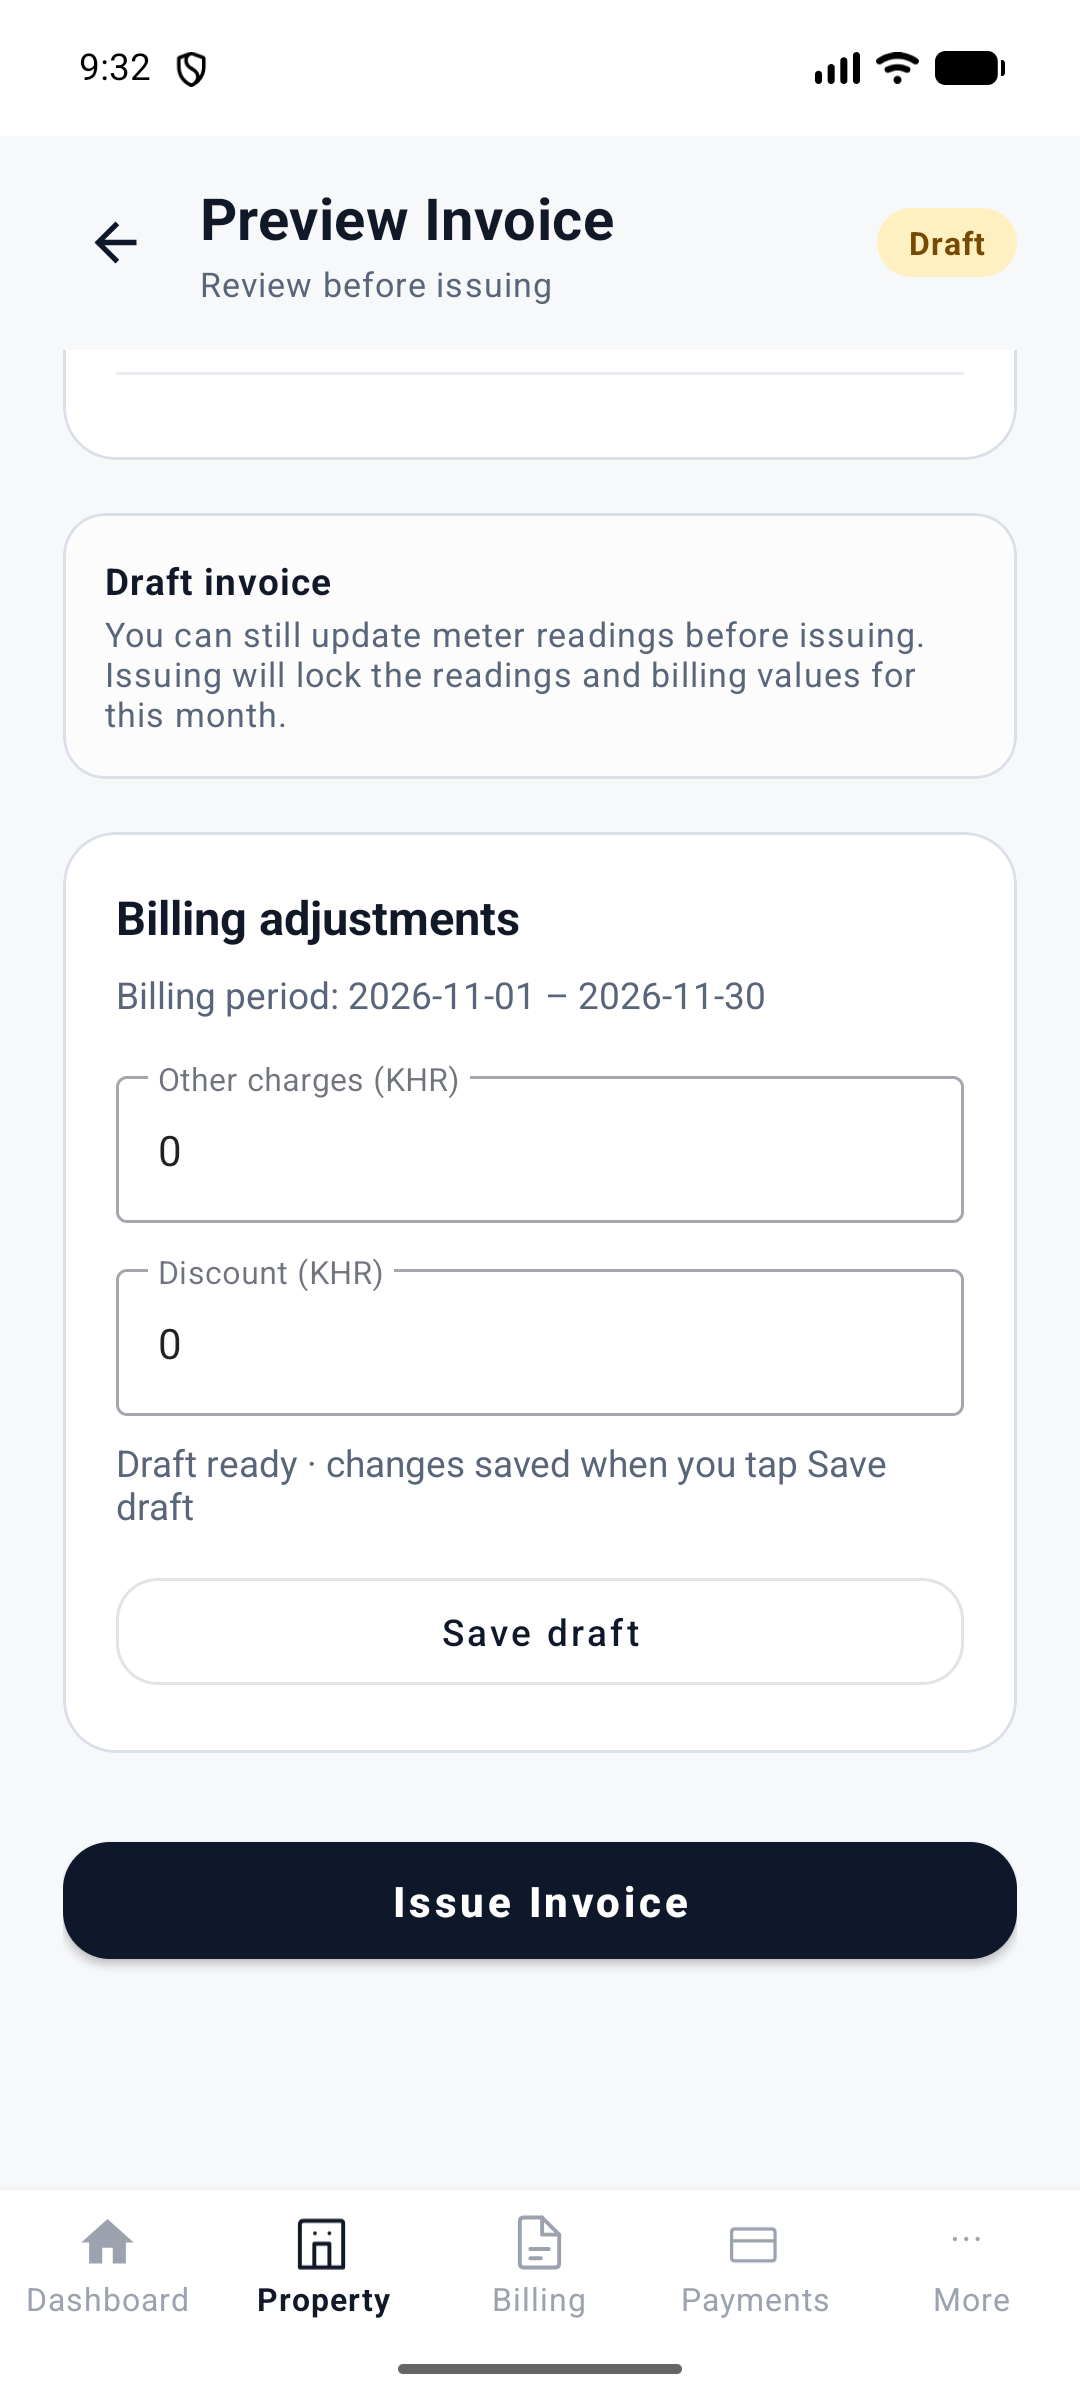 9:32
Preview Invoice
Review before issuing
Draft
Draft invoice
You can still update meter readings before issuing.
Issuing will lock the readings and billing values for
this month.
Billing adjustments
Billing period: 2026-11-01 – 2026-11-30
Other charges (KHR)
0
Discount (KHR)
0
Draft ready · changes saved when you tap Save
draft
Save draft
Issue Invoice
Dashboard
Property
Billing
Payments
More